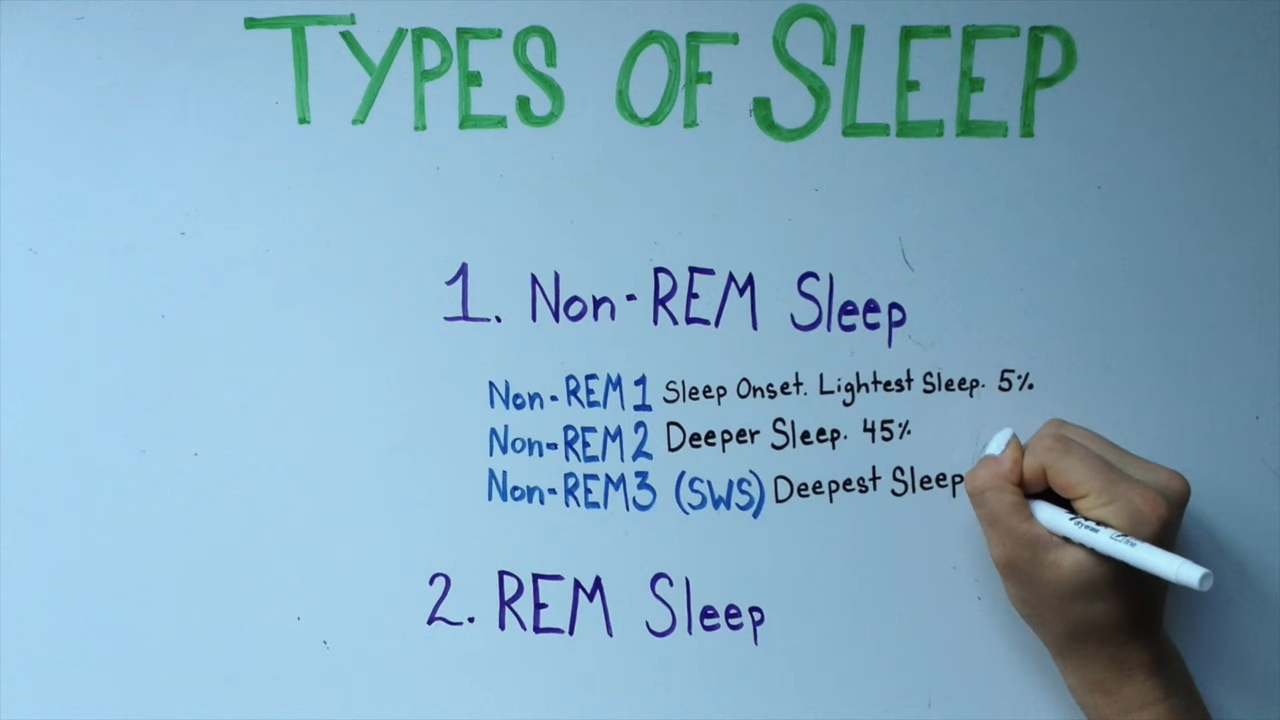 TYPES OF SLEEP
1. Non-REM Sleep
Non-REM 1 Sleep Onset. Lightest Sleep. 5%
Non-REM 2 Deeper Sleep. 45%
Non-REM 3 (SWS) Deepest Sleep
2. REM Sleep